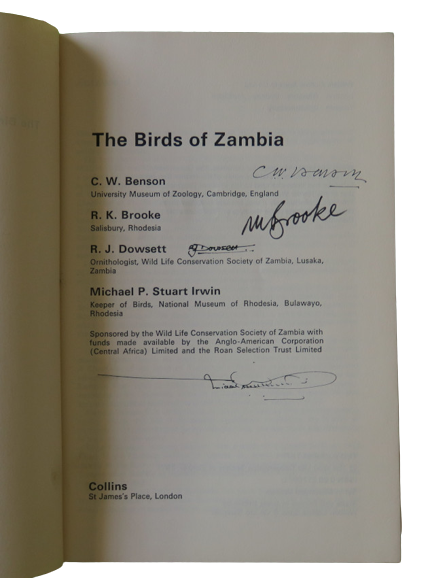 The Birds of Zambia
C. W. Benson
C.W. Benson
University Museum of Zoology, Cambridge, England
R. K. Brooke
RKBrooke
Salisbury, Rhodesia
R. J. Dowsett
RJ Dowsett
Ornithologist, Wild Life Conservation Society of Zambia, Lusaka,
Zambia
Michael P. Stuart Irwin
Keeper of Birds, National Museum of Rhodesia, Bulawayo,
Rhodesia
Sponsored by the Wild Life Conservation Society of Zambia with
funds made available by the Anglo-American Corporation
(Central Africa) Limited and the Roan Selection Trust Limited
Collins
St James's Place, London